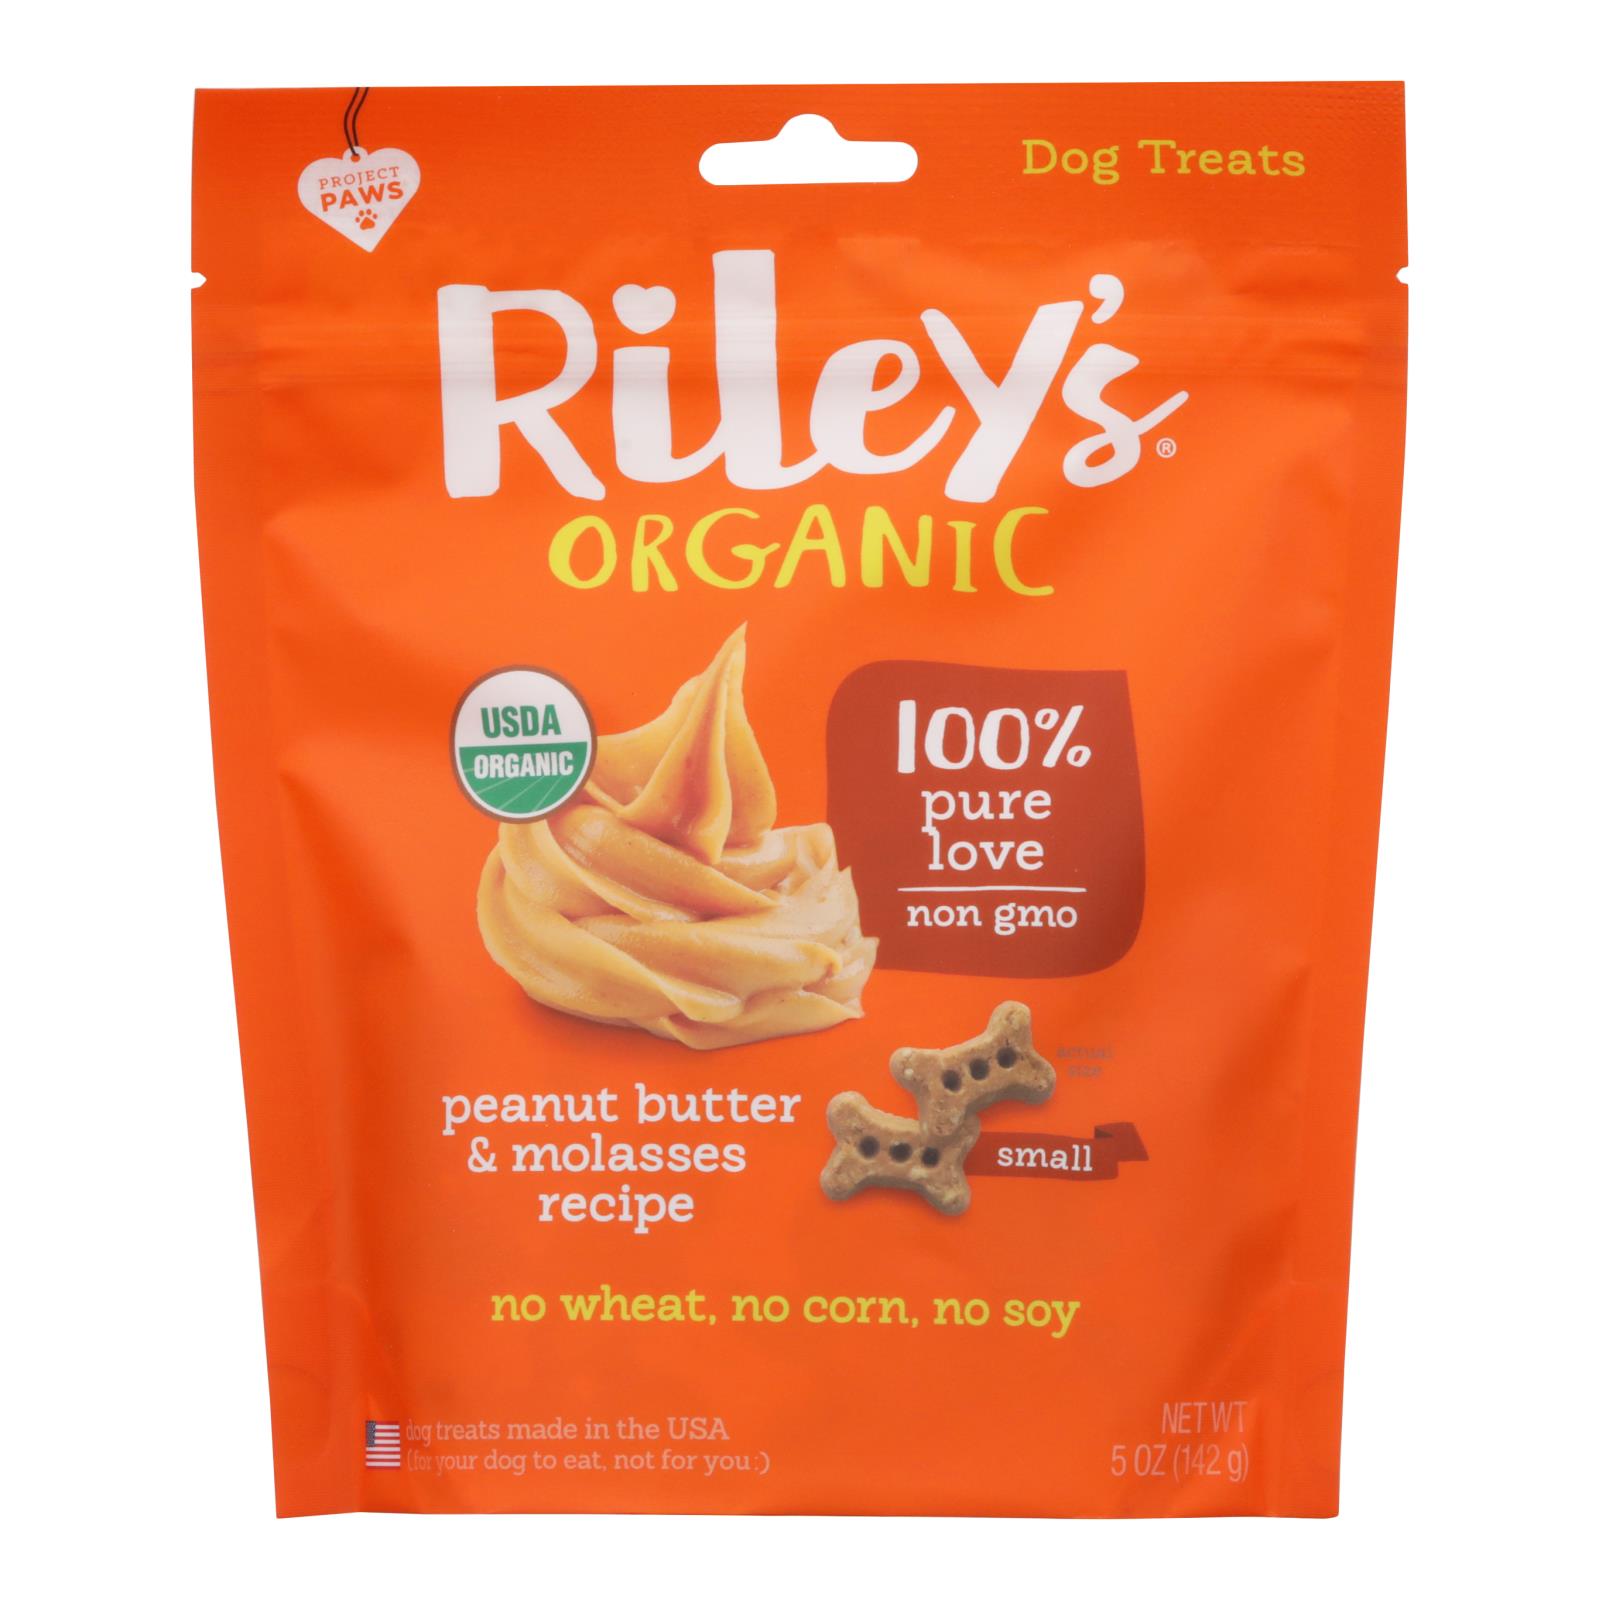 PROJECT
PAWS
Dog Treats
Riley's®
ORGANIC
USDA
ORGANIC
100%
pure
love
non gmo
actual
size
peanut butter
& molasses
recipe
small
no wheat, no corn, no soy
dog treats made in the USA
(for your dog to eat, not for you:)
NET WT
5 OZ (142 g)